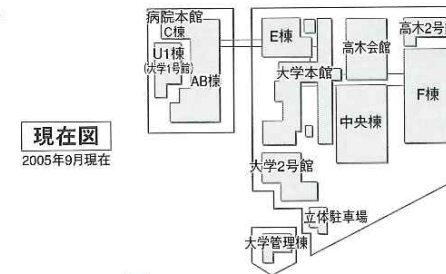 病院本館
C棟
U1棟
(大学1号館)
AB棟
E棟
大学本館
高木会館
高木2号
F棟
中央棟
大学2号館
立体駐車場
大学管理棟
現在図
2005年9月現在